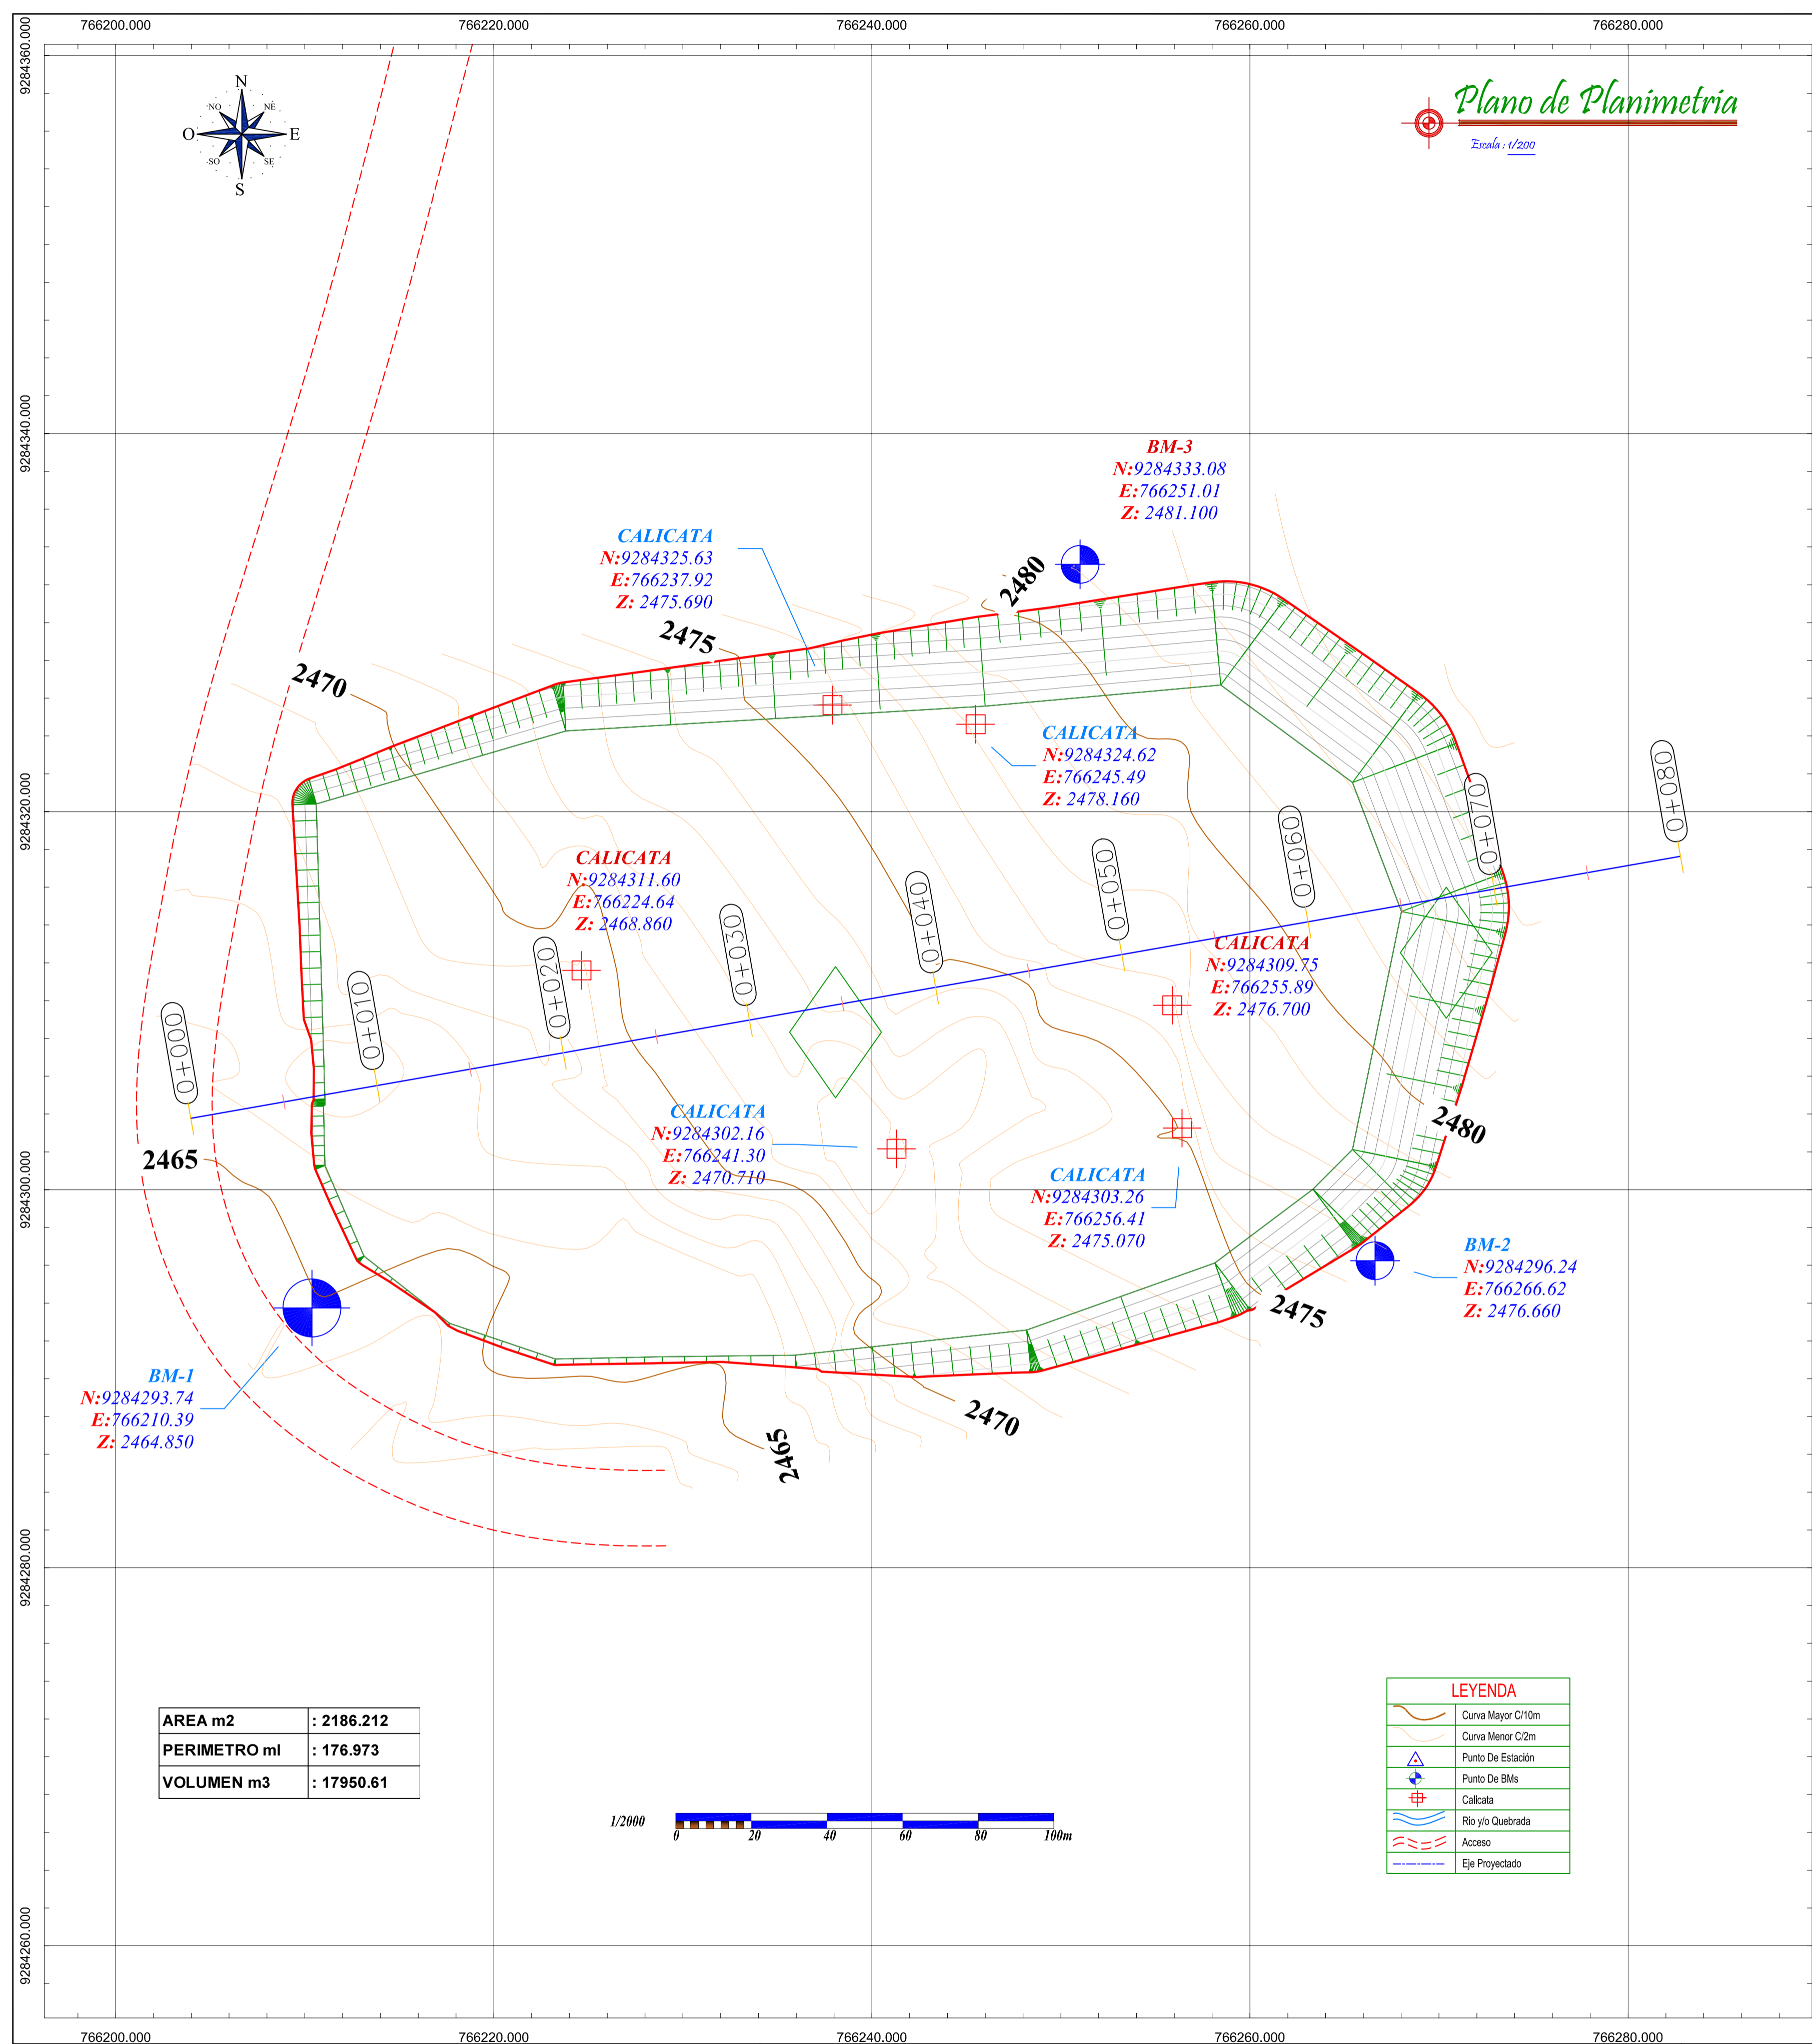 766200.000 766220.000 766240.000 766260.000 766280.000
9284360.000
N
NO NE
O E
SO SE
S
Plano de Planimetria
Escala : 1/200
9284340.000
BM-3
N:9284333.08
E:766251.01
Z: 2481.100
CALICATA
N:9284325.63
E:766237.92
Z: 2475.690
2480
2475
2470
CALICATA
N:9284324.62
E:766245.49
Z: 2478.160
9284320.000
0+080
0+070
0+060
0+050
0+040
0+030
0+020
0+010
0+000
CALICATA
N:9284311.60
E:766224.64
Z: 2468.860
CALICATA
N:9284309.75
E:766255.89
Z: 2476.700
CALICATA
N:9284302.16
E:766241.30
Z: 2470.710
2480
2465
9284300.000
CALICATA
N:9284303.26
E:766256.41
Z: 2475.070
BM-2
N:9284296.24
E:766266.62
Z: 2476.660
2475
BM-1
N:9284293.74
E:766210.39
Z: 2464.850
2470
2465
9284280.000
AREA m2 : 2186.212
PERIMETRO ml : 176.973
VOLUMEN m3 : 17950.61
LEYENDA
Curva Mayor C/10m
Curva Menor C/2m
Punto De Estación
Punto De BMs
Calicata
Rio y/o Quebrada
Acceso
Eje Proyectado
1/2000
0 20 40 60 80 100m
9284260.000
766200.000 766220.000 766240.000 766260.000 766280.000